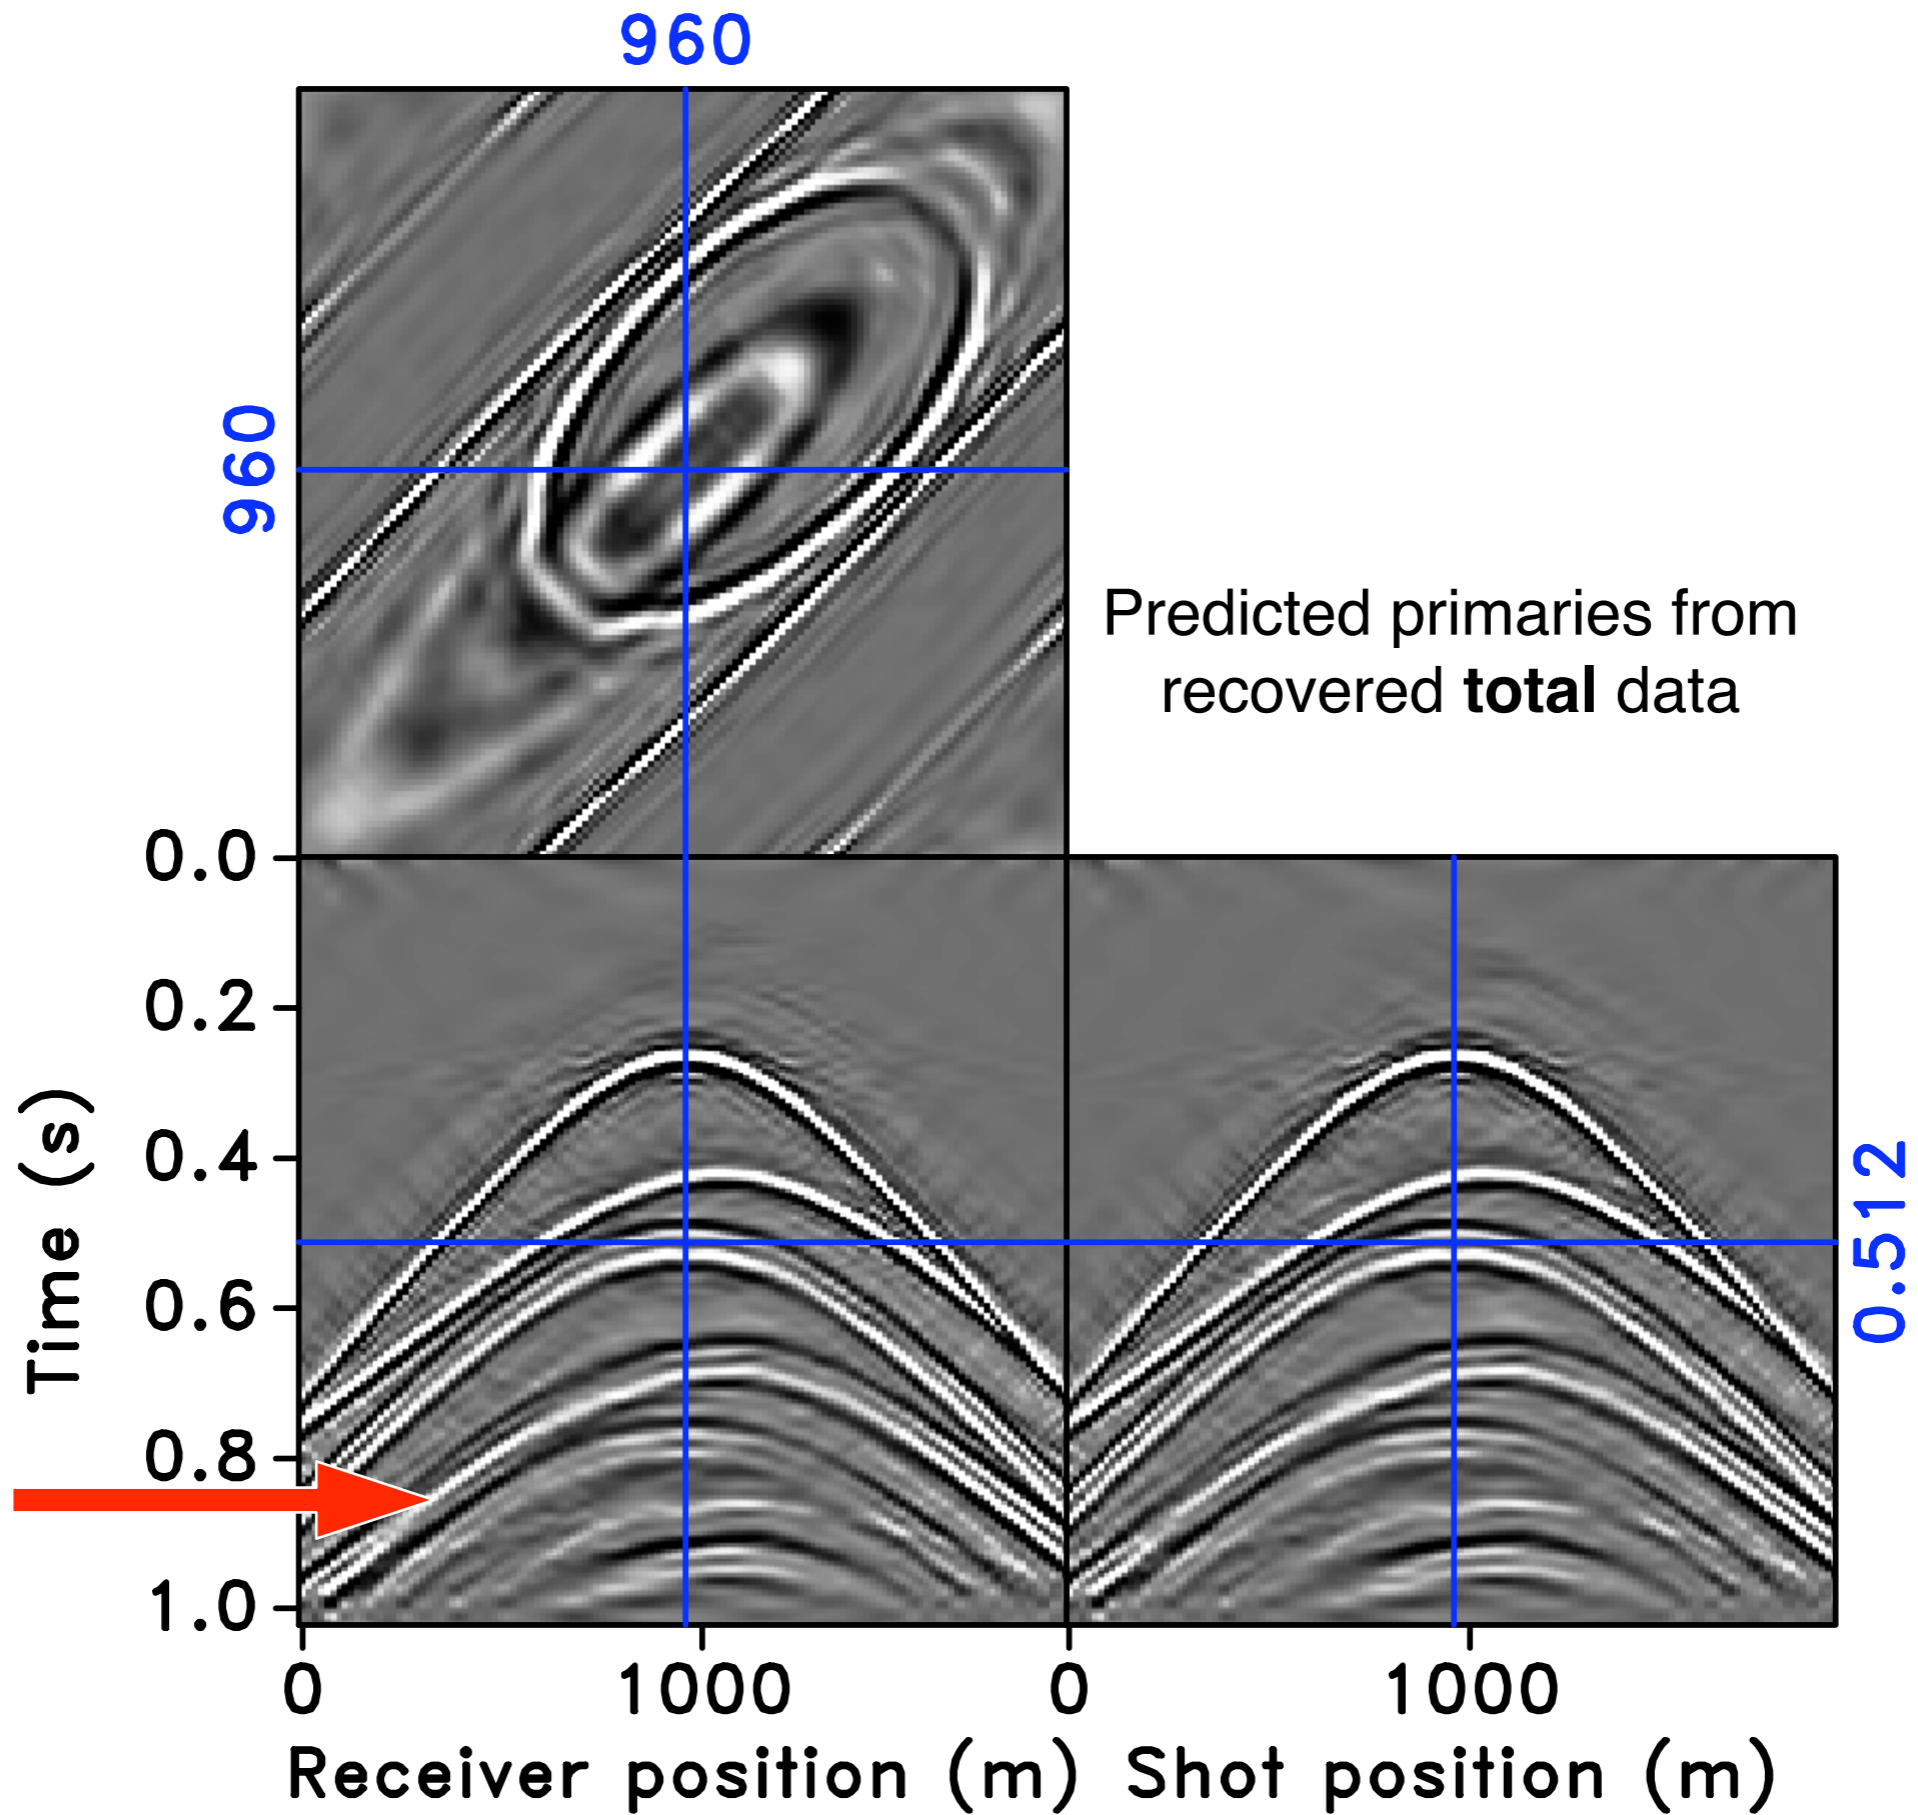 960
960
Predicted primaries from
recovered total data
0.0
0.2
0.4
0.6
0.8
1.0
Time (s)
0.512
0
1000
0
1000
Receiver position (m)
Shot position (m)